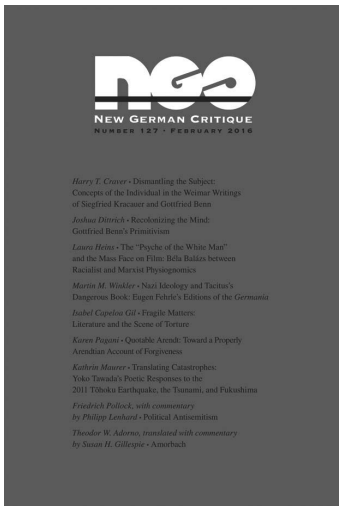 NGC
NEW GERMAN CRITIQUE
NUMBER 127 • FEBRUARY 2016
Harry T. Craver • Dismantling the Subject:
Concepts of the Individual in the Weimar Writings
of Siegfried Kracauer and Gottfried Benn
Joshua Dittrich • Recolonizing the Mind:
Gottfried Benn's Primitivism
Laura Heins • The “Psyche of the White Man”
and the Mass Face on Film: Béla Balázs between
Racialist and Marxist Physiognomics
Martin M. Winkler • Nazi Ideology and Tacitus's
Dangerous Book: Eugen Fehrle's Editions of the Germania
Isabel Capeloa Gil • Fragile Matters:
Literature and the Scene of Torture
Karen Pagani • Quotable Arendt: Toward a Properly
Arendtian Account of Forgiveness
Kathrin Maurer • Translating Catastrophes:
Yoko Tawada's Poetic Responses to the
2011 Tōhoku Earthquake, the Tsunami, and Fukushima
Friedrich Pollock, with commentary
by Philipp Lenhard • Political Antisemitism
Theodor W. Adorno, translated with commentary
by Susan H. Gillespie • Amorbach